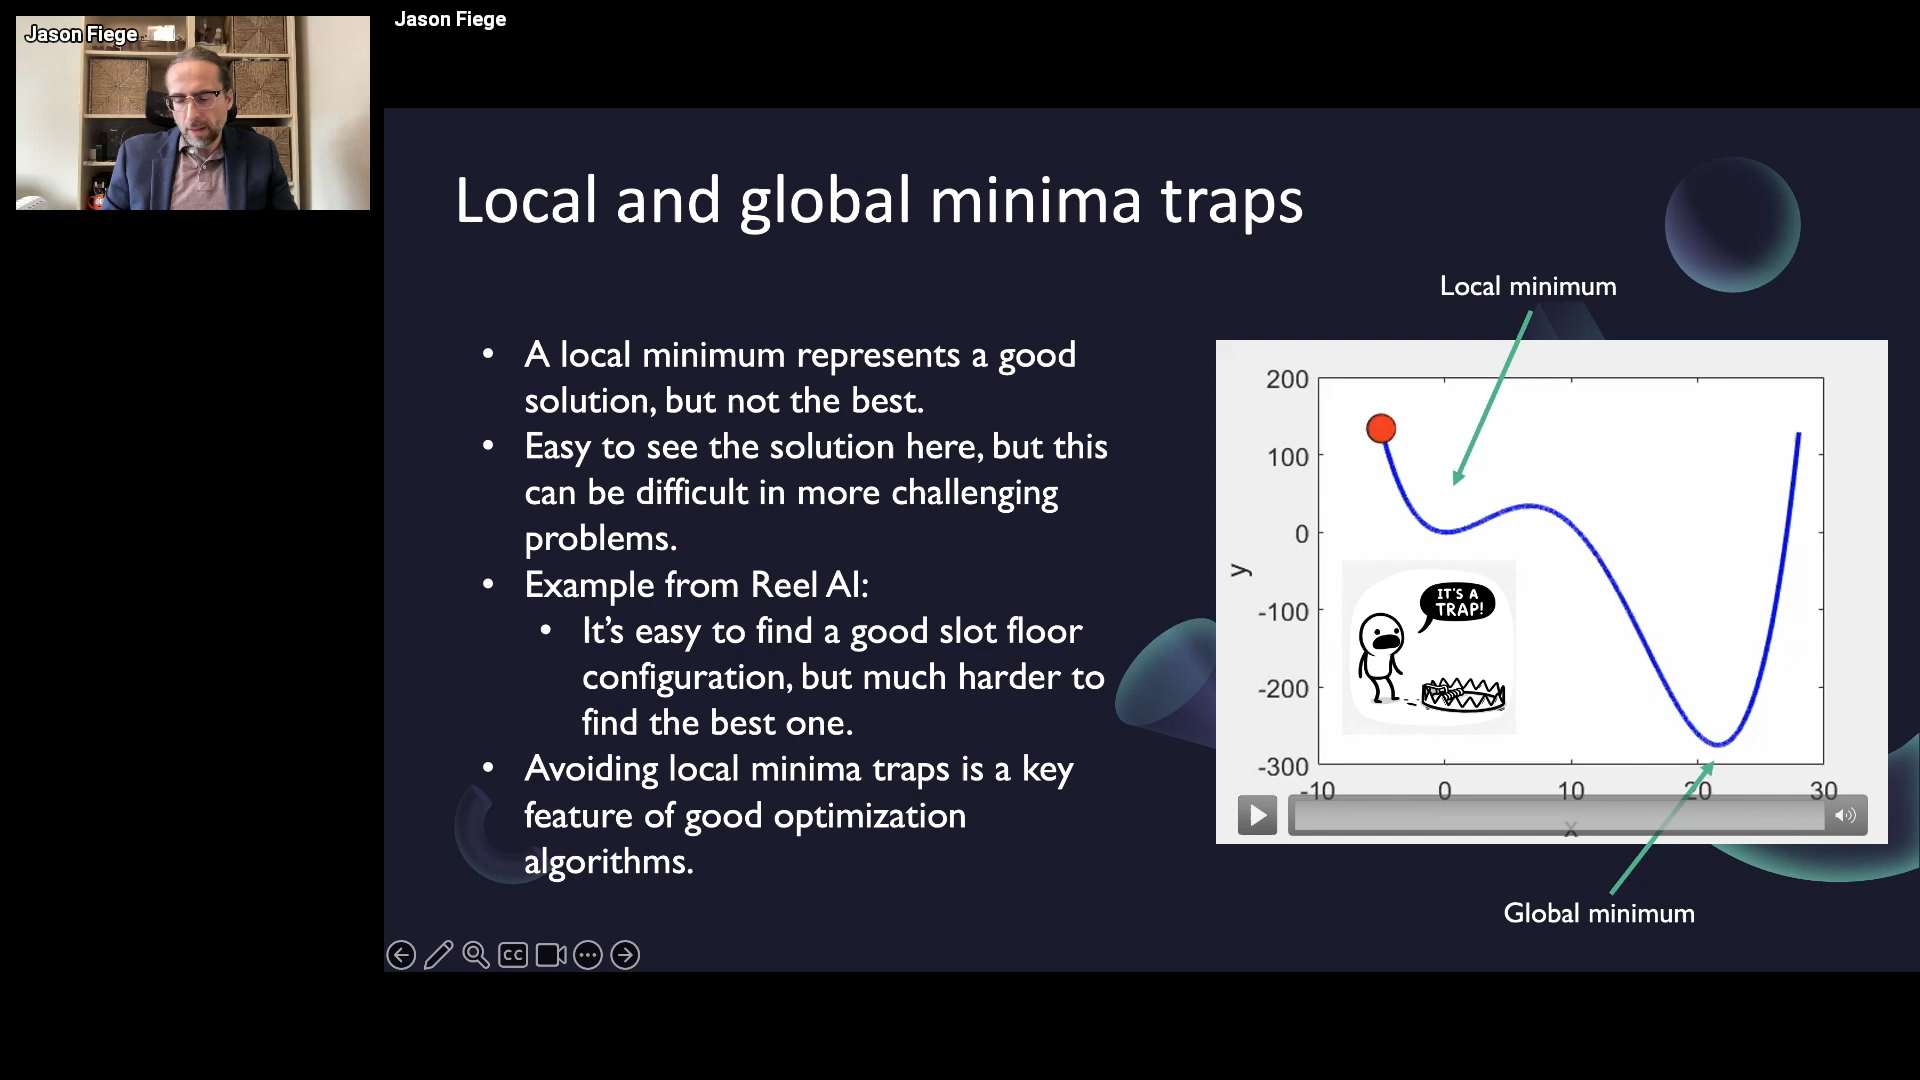 Jason Fiege
Jason Fiege
Local and global minima traps
Local minimum
• A local minimum represents a good
solution, but not the best.
• Easy to see the solution here, but this
can be difficult in more challenging
problems.
• Example from Reel AI:
• It’s easy to find a good slot floor
configuration, but much harder to
find the best one.
• Avoiding local minima traps is a key
feature of good optimization
algorithms.
200
100
0
-100
-200
-300
y
IT'S A
TRAP!
-10 0 10 20 30
x
Global minimum
CC